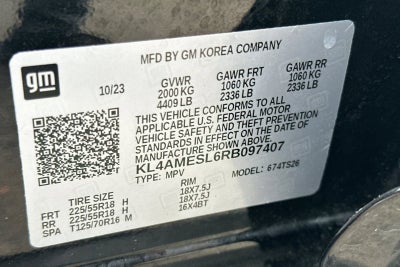 MFD BY GM KOREA COMPANY
gm
10/23
GVWR GAWR FRT GAWR RR
2000 KG 1060 KG 1060 KG
4409 LB 2336 LB 2336 LB
THIS VEHICLE CONFORMS TO ALL
APPLICABLE U.S. FEDERAL MOTOR
VEHICLE SAFETY AND THEFT
PREVENTION STANDARDS IN EFFECT
ON THE DATE OF MANUFACTURE
SHOWN ABOVE.
KL4AMESL6RB097407
TYPE: MPV MODEL: 674TS26
TIRE SIZE RIM
FRT 225/55R18 H 18X7.5J
RR 225/55R18 H 18X7.5J
SPA T125/70R16 M 16X4BT